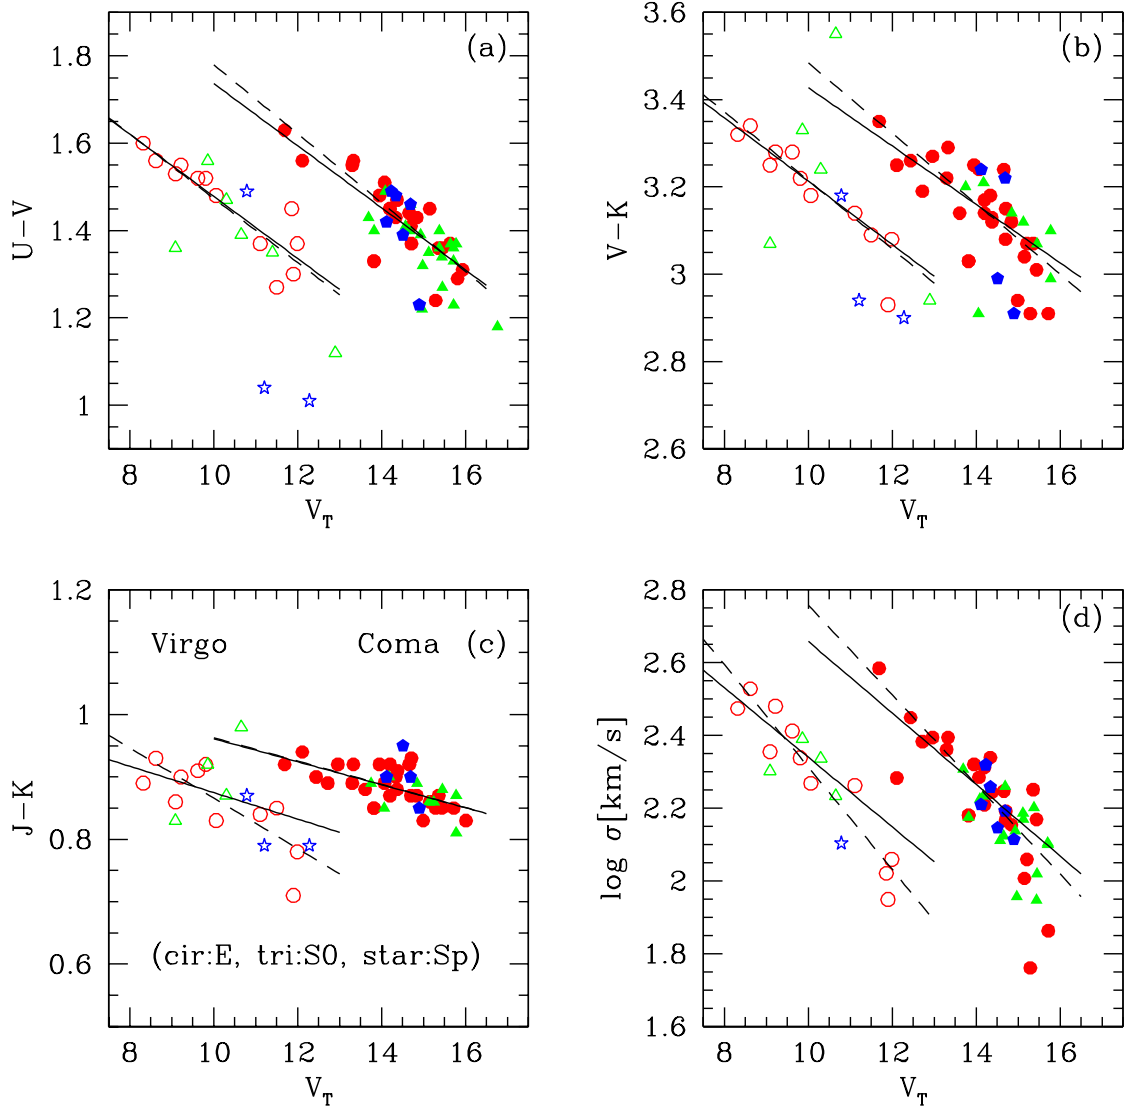 (a)
1.8
1.6
1.4
1.2
1
U−V
8 10 12 14 16
V_T
(b)
3.6
3.4
3.2
3
2.8
2.6
V−K
8 10 12 14 16
V_T
Virgo Coma (c)
1.2
1
0.8
0.6
J−K
(cir:E, tri:S0, star:Sp)
8 10 12 14 16
V_T
(d)
2.8
2.6
2.4
2.2
2
1.8
1.6
log σ[km/s]
8 10 12 14 16
V_T